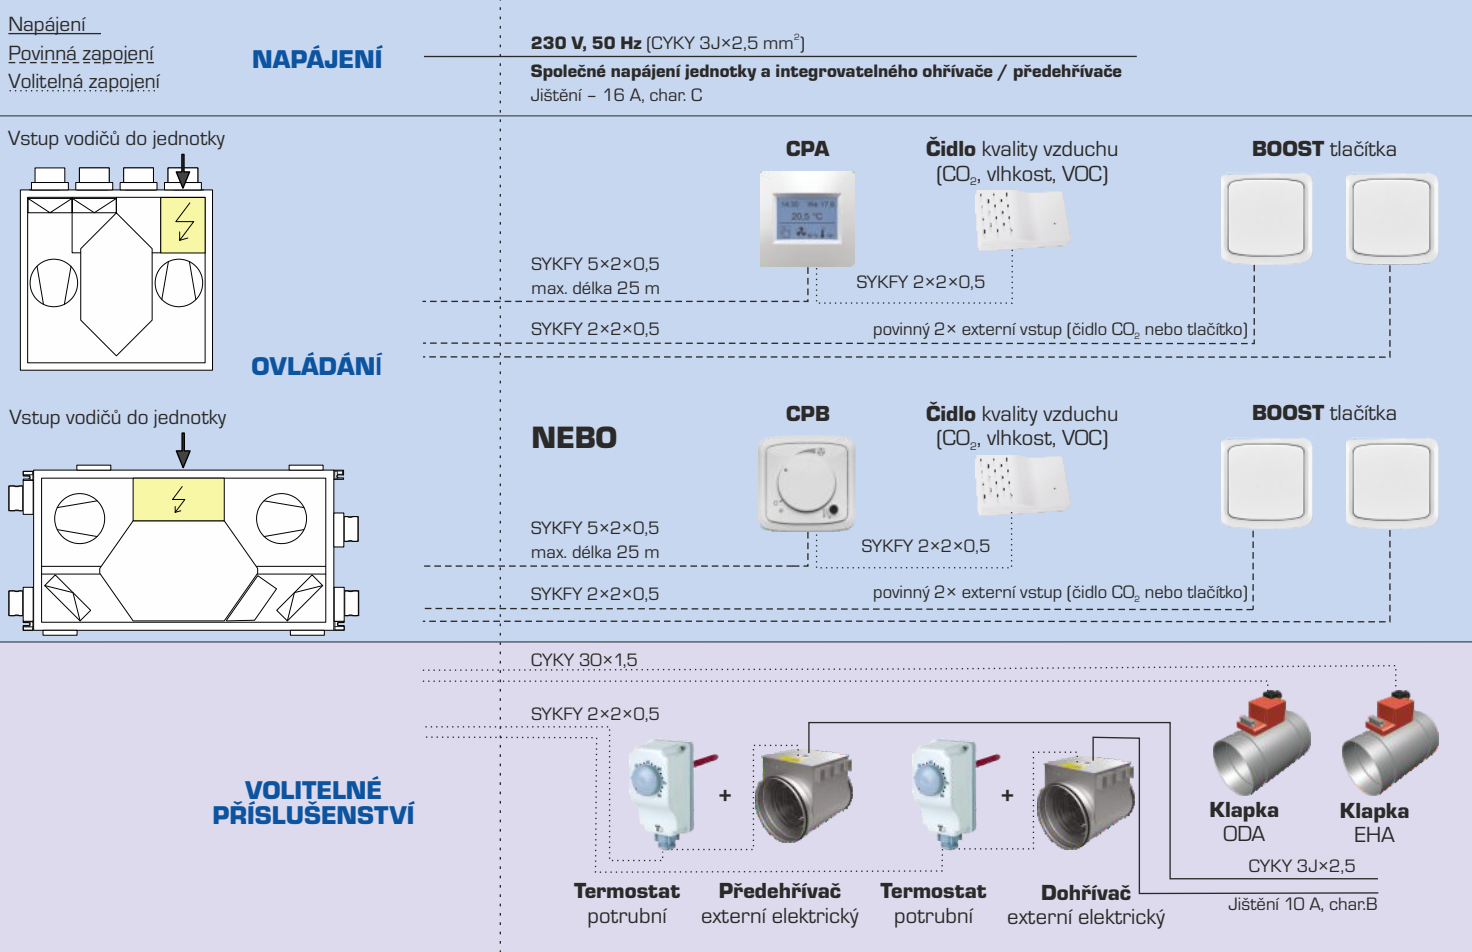 Napájení
Povinná zapojení
Volitelná zapojení
NAPÁJENÍ
230 V, 50 Hz (CYKY 3J×2,5 mm²)
Společné napájení jednotky a integrovatelného ohřívače / předehřívače
Jištění – 16 A, char. C
Vstup vodičů do jednotky
CPA
Čidlo kvality vzduchu
(CO₂, vlhkost, VOC)
BOOST tlačítka
20,5 °C
SYKFY 5×2×0,5
max. délka 25 m
SYKFY 2×2×0,5
SYKFY 2×2×0,5
povinný 2× externí vstup (čidlo CO₂ nebo tlačítko)
OVLÁDÁNÍ
Vstup vodičů do jednotky
NEBO
CPB
Čidlo kvality vzduchu
(CO₂, vlhkost, VOC)
BOOST tlačítka
SYKFY 5×2×0,5
max. délka 25 m
SYKFY 2×2×0,5
SYKFY 2×2×0,5
povinný 2× externí vstup (čidlo CO₂ nebo tlačítko)
CYKY 3O×1,5
SYKFY 2×2×0,5
VOLITELNÉ
PŘÍSLUŠENSTVÍ
+
+
Klapka
ODA
Klapka
EHA
CYKY 3J×2,5
Jištění 10 A, char.B
Termostat
potrubní
Předehřívač
externí elektrický
Termostat
potrubní
Dohřívač
externí elektrický